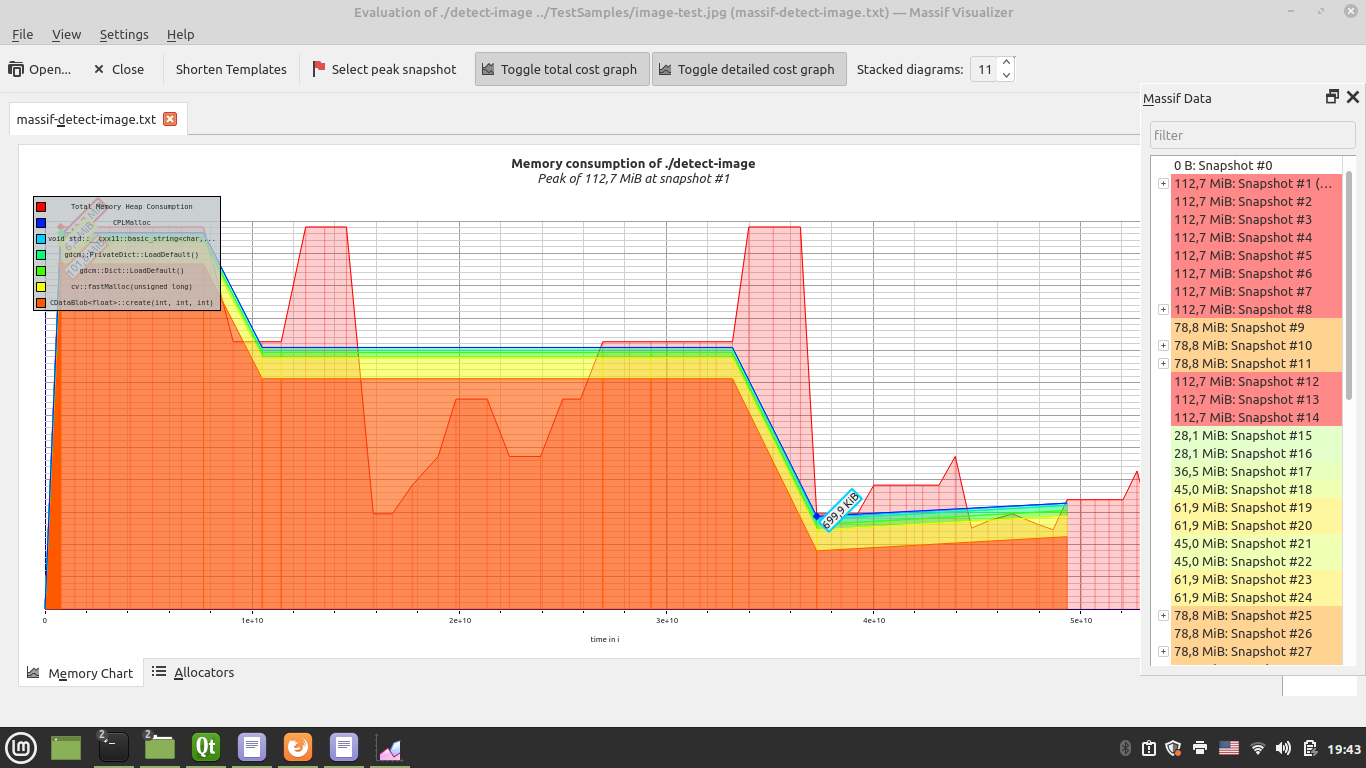 Evaluation of ./detect-image ../TestSamples/image-test.jpg (massif-detect-image.txt) — Massif Visualizer
File View Settings Help
Open... Close Shorten Templates Select peak snapshot Toggle total cost graph Toggle detailed cost graph Stacked diagrams: 11
massif-detect-image.txt
Memory consumption of ./detect-image
Peak of 112,7 MiB at snapshot #1
Total Memory Heap Consumption
CPLMalloc
void std::__cxx11::basic_string<char,...
gdcm::PrivateDict::LoadDefault()
gdcm::Dict::LoadDefault()
cv::fastMalloc(unsigned long)
CDataBlob<float>::create(int, int, int)
699,9 KiB
0 1e+10 2e+10 3e+10 4e+10 5e+10
time in i
Memory Chart Allocators
Massif Data
filter
0 B: Snapshot #0
112,7 MiB: Snapshot #1 (...
112,7 MiB: Snapshot #2
112,7 MiB: Snapshot #3
112,7 MiB: Snapshot #4
112,7 MiB: Snapshot #5
112,7 MiB: Snapshot #6
112,7 MiB: Snapshot #7
112,7 MiB: Snapshot #8
78,8 MiB: Snapshot #9
78,8 MiB: Snapshot #10
78,8 MiB: Snapshot #11
112,7 MiB: Snapshot #12
112,7 MiB: Snapshot #13
112,7 MiB: Snapshot #14
28,1 MiB: Snapshot #15
28,1 MiB: Snapshot #16
36,5 MiB: Snapshot #17
45,0 MiB: Snapshot #18
61,9 MiB: Snapshot #19
61,9 MiB: Snapshot #20
45,0 MiB: Snapshot #21
45,0 MiB: Snapshot #22
61,9 MiB: Snapshot #23
61,9 MiB: Snapshot #24
78,8 MiB: Snapshot #25
78,8 MiB: Snapshot #26
78,8 MiB: Snapshot #27
2 2 Qt 19:43